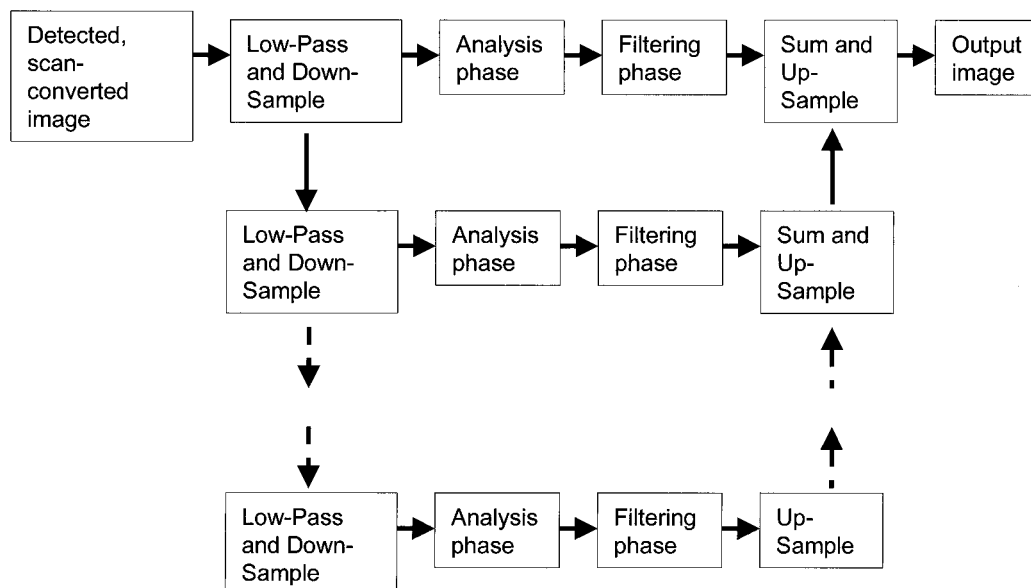 Detected,
scan-
converted
image
Low-Pass
and Down-
Sample
Analysis
phase
Filtering
phase
Sum and
Up-
Sample
Output
image
Low-Pass
and Down-
Sample
Analysis
phase
Filtering
phase
Sum and
Up-
Sample
Low-Pass
and Down-
Sample
Analysis
phase
Filtering
phase
Up-
Sample